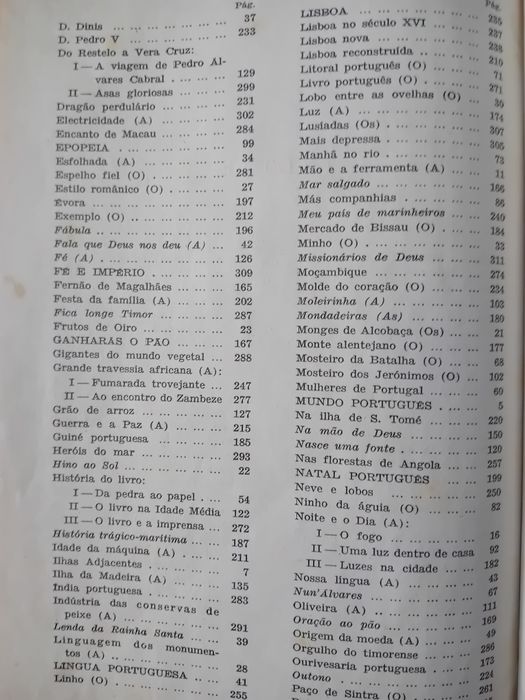 Pág.
D. Dinis ... ... ... ... ... 37
D. Pedro V ... ... ... ... 233
Do Restelo a Vera Cruz:
I — A viagem de Pedro Al-
vares Cabral ... ... ... 129
II — Asas gloriosas ... ... 299
Dragão perdulário ... ... ... 231
Electricidade (A) ... ... ... 302
Encanto de Macau ... ... ... 284
EPOPEIA ... ... ... ... ... 99
Esfolhada (A) ... ... ... ... 34
Espelho fiel (O) ... ... ... 281
Estilo românico (O) ... ... ... 27
Évora ... ... ... ... ... 197
Exemplo (O) ... ... ... ... 212
Fábula ... ... ... ... ... 196
Fala que Deus nos deu (A) ... 42
Fé (A) ... ... ... ... ... 126
FÉ E IMPÉRIO ... ... ... ... 309
Fernão de Magalhães ... ... 165
Festa da família (A) ... ... 202
Fica longe Timor ... ... ... 287
Frutos de Oiro ... ... ... ... 23
GANHARAS O PÃO ... ... ... 167
Gigantes do mundo vegetal ... 288
Grande travessia africana (A):
I — Fumarada trovejante ... 247
II — Ao encontro do Zambeze 277
Grão de arroz ... ... ... ... 127
Guerra e a Paz (A) ... ... ... 215
Guiné portuguesa ... ... ... 185
Heróis do mar ... ... ... ... 293
Hino ao Sol ... ... ... ... ... 22
História do livro:
I — Da pedra ao papel ... ... 54
II — O livro na Idade Média 122
III — O livro e a imprensa ... 272
História trágico-marítima ... ... 187
Idade da máquina (A) ... ... 211
Ilhas Adjacentes ... ... ... ... 7
Ilha da Madeira (A) ... ... ... 135
India portuguesa ... ... ... ... 283
Indústrias das conservas de
peixe (A) ... ... ... ... ... 291
Lenda da Rainha Santa ... ... 39
Linguagem dos monumen-
tos (A) ... ... ... ... ... 28
LINGUA PORTUGUESA ... ... 41
Linho (O) ... ... ... ... ... 255
Pág.
LISBOA ... ... ... ... ... 235
Lisboa no século XVI ... ... 237
Lisboa nova ... ... ... ... 238
Lisboa reconstruída ... ... ... 210
Litoral português (O) ... ... 71
Livro português (O) ... ... ... 271
Lobo entre as ovelhas (O) ... 30
Luz (A) ... ... ... ... ... 174
Lusíadas (Os) ... ... ... ... 307
Mais depressa ... ... ... ... 305
Manhã no rio ... ... ... ... 73
Mão e a ferramenta (A) ... ... 11
Mar salgado ... ... ... ... 166
Más companhias ... ... ... ... 86
Meu país de marinheiros ... ... 240
Mercado de Bissau (O) ... ... 184
Minho (O) ... ... ... ... ... 33
Missionários de Deus ... ... 311
Moçambique ... ... ... ... 274
Molde do coração (O) ... ... 234
Moleirinha (A) ... ... ... ... 103
Mondadeiras (As) ... ... ... 180
Monges de Alcobaça (Os) ... ... 21
Monte alentejano (O) ... ... 177
Mosteiro da Batalha (O) ... ... 68
Mosteiro dos Jerónimos (O) ... 102
Mulheres de Portugal ... ... ... 60
MUNDO PORTUGUÊS ... ... ... 5
Na ilha de S. Tomé ... ... ... 220
Na mão de Deus ... ... ... ... 150
Nasce uma fonte ... ... ... ... 120
Nas florestas de Angola ... ... 257
NATAL PORTUGUÊS ... ... ... 199
Neve e lobos ... ... ... ... 250
Ninho da águia (O) ... ... ... 82
Noite e o Dia (A):
I — O fogo ... ... ... ... 16
II — Uma luz dentro de casa 92
III — Luzes na cidade ... ... 182
Nossa língua (A) ... ... ... ... 43
Nun'Alvares ... ... ... ... ... 67
Oliveira (A) ... ... ... ... ... 111
Oração ao pão ... ... ... ... 169
Origem da moeda (A) ... ... ... 49
Orgulho do timorense ... ... ... 286
Ourivesaria portuguesa ... ... 173
Outono ... ... ... ... ... ... 224
Paço de Sintra (O) ... ... ... 261